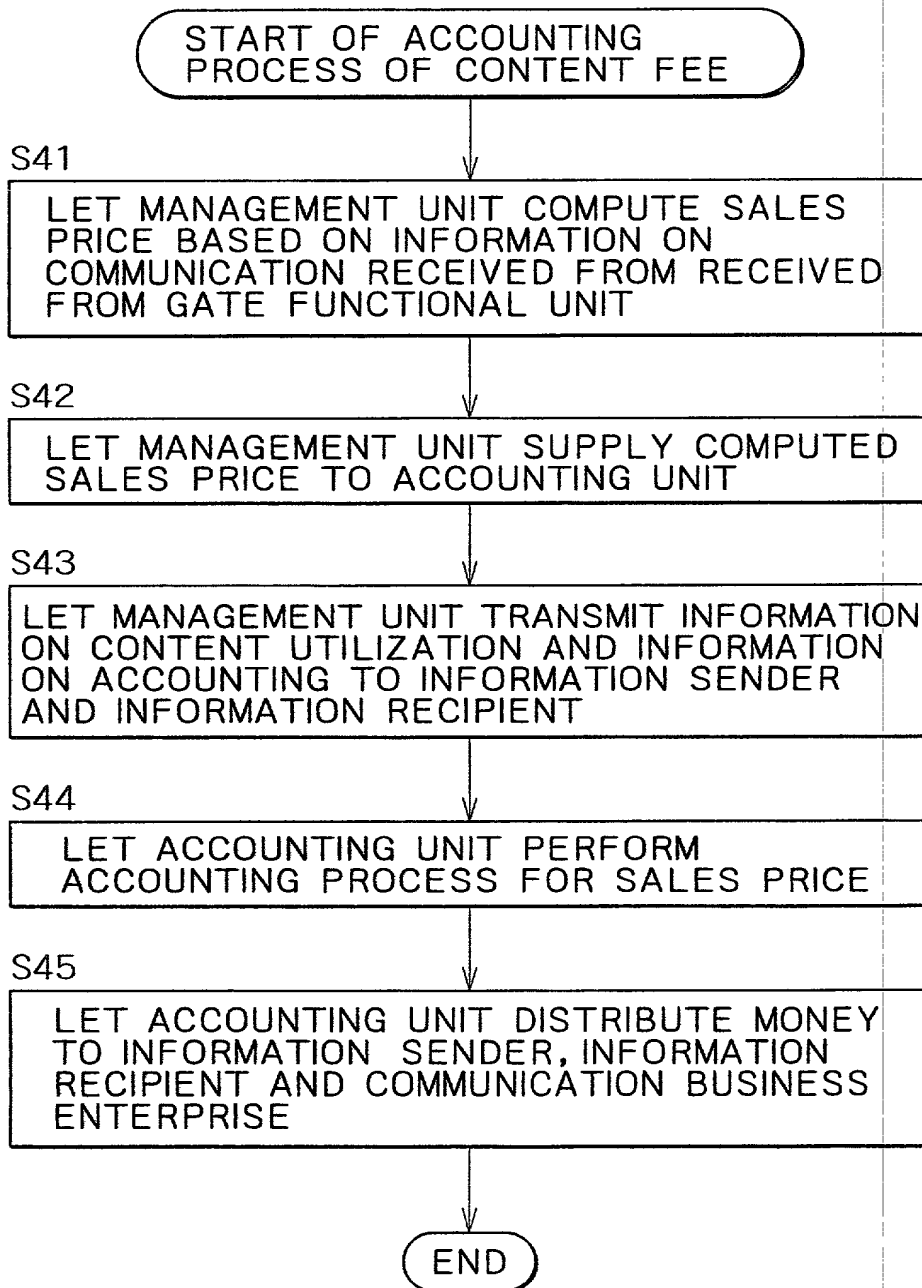 START OF ACCOUNTING
PROCESS OF CONTENT FEE
S41
LET MANAGEMENT UNIT COMPUTE SALES
PRICE BASED ON INFORMATION ON
COMMUNICATION RECEIVED FROM RECEIVED
FROM GATE FUNCTIONAL UNIT
S42
LET MANAGEMENT UNIT SUPPLY COMPUTED
SALES PRICE TO ACCOUNTING UNIT
S43
LET MANAGEMENT UNIT TRANSMIT INFORMATION
ON CONTENT UTILIZATION AND INFORMATION
ON ACCOUNTING TO INFORMATION SENDER
AND INFORMATION RECIPIENT
S44
LET ACCOUNTING UNIT PERFORM
ACCOUNTING PROCESS FOR SALES PRICE
S45
LET ACCOUNTING UNIT DISTRIBUTE MONEY
TO INFORMATION SENDER, INFORMATION
RECIPIENT AND COMMUNICATION BUSINESS
ENTERPRISE
END